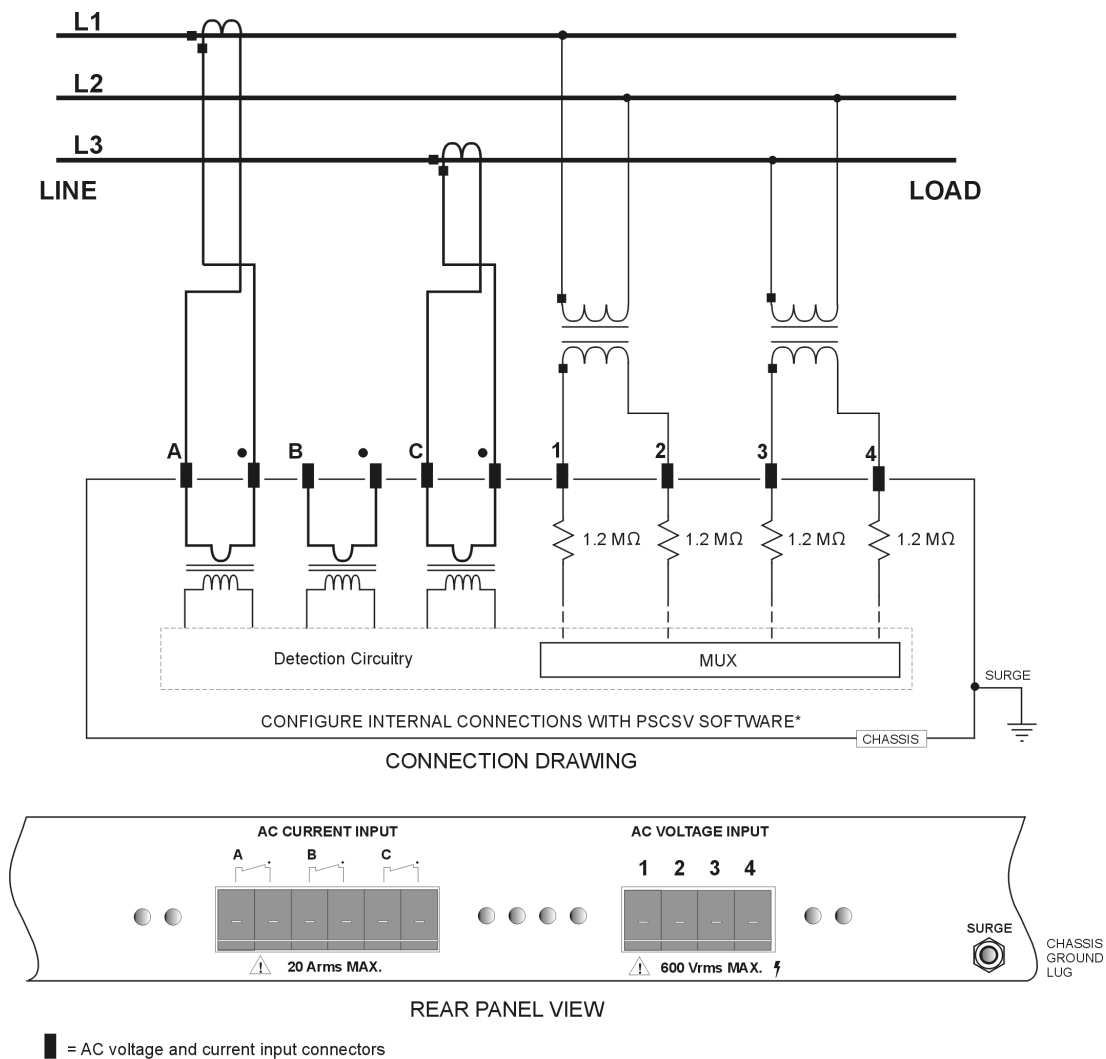 L1
L2
L3
LINE
LOAD
A
B
C
1
2
3
4
1.2 MΩ
1.2 MΩ
1.2 MΩ
1.2 MΩ
Detection Circuitry
MUX
SURGE
CONFIGURE INTERNAL CONNECTIONS WITH PSCSV SOFTWARE*
CHASSIS
CONNECTION DRAWING
AC CURRENT INPUT
AC VOLTAGE INPUT
A
B
C
1
2
3
4
SURGE
CHASSIS
GROUND
LUG
20 Arms MAX.
600 Vrms MAX.
REAR PANEL VIEW
= AC voltage and current input connectors